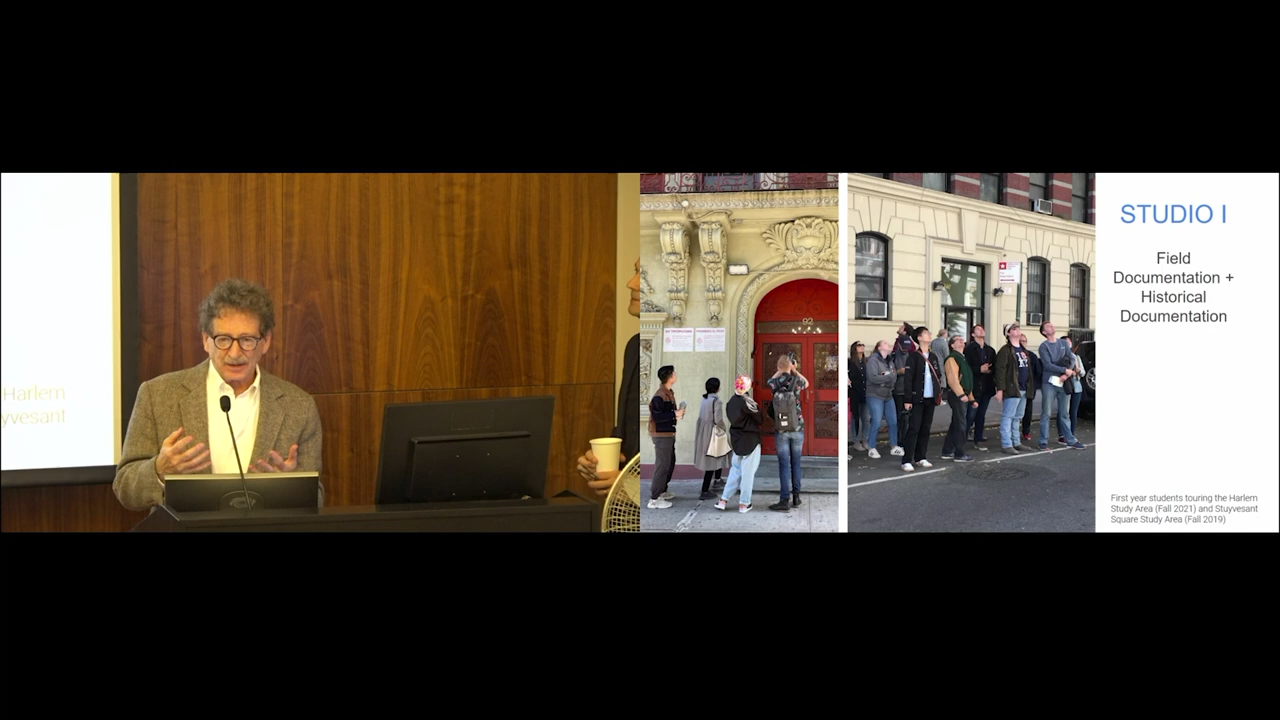 Harlem
yvesant
92
STUDIO I
Field
Documentation +
Historical
Documentation
First year students touring the Harlem
Study Area (Fall 2021) and Stuyvesant
Square Study Area (Fall 2019)